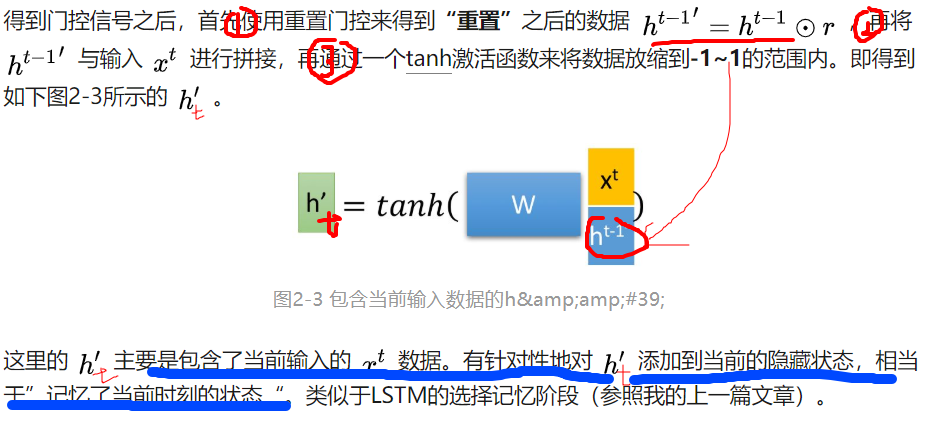 得到门控信号之后，首先使用重置门控来得到“重置”之后的数据 h^{t-1}' = h^{t-1} ⊙ r ，再将
h^{t-1}' 与输入 x^t 进行拼接，再通过一个tanh激活函数来将数据放缩到-1~1的范围内。即得到
如下图2-3所示的 h'_t 。
h'_t = tanh( W x^t h^{t-1}' )
图2-3 包含当前输入数据的h&amp;amp;#39;
这里的 h'_t 主要是包含了当前输入的 x^t 数据。有针对性地对 h'_t 添加到当前的隐藏状态，相当
于”记忆了当前时刻的状态“。类似于LSTM的选择记忆阶段（参照我的上一篇文章）。